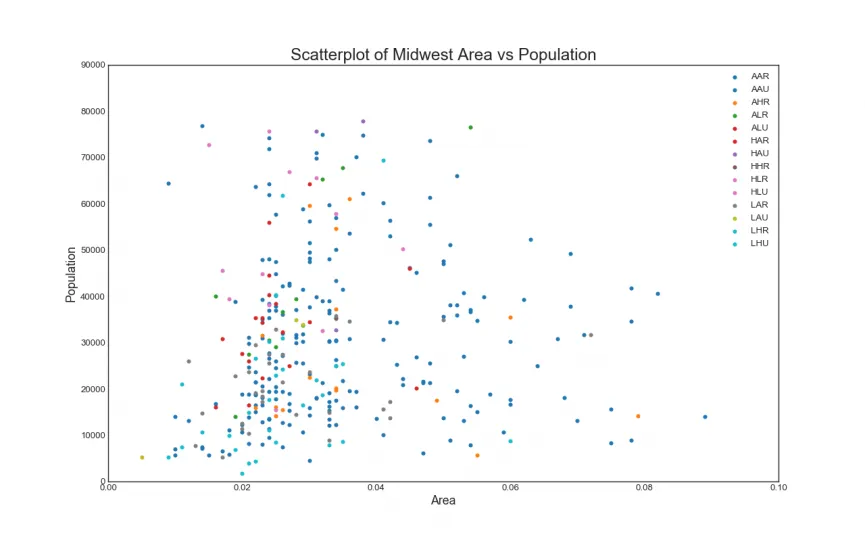 Scatterplot of Midwest Area vs Population
90000
80000
70000
60000
50000
40000
30000
20000
10000
0
Population
0.00 0.02 0.04 0.06 0.08 0.10
Area
AAR
AAU
AHR
ALR
ALU
HAR
HAU
HHR
HLR
HLU
LAR
LAU
LHR
LHU